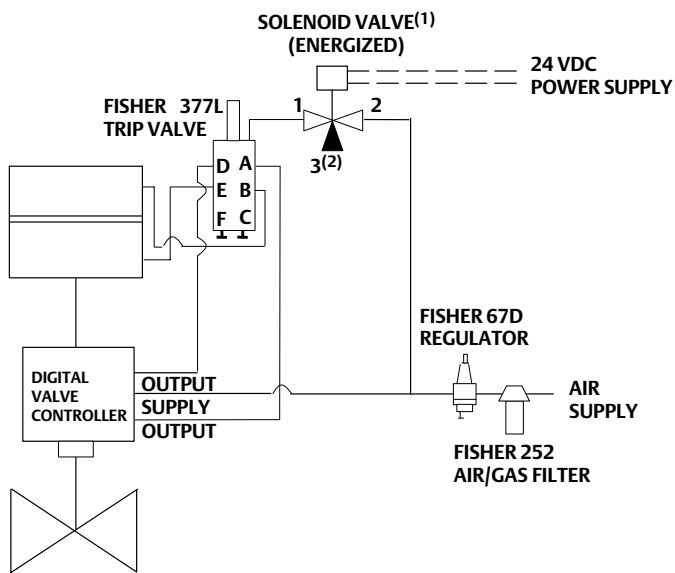 SOLENOID VALVE(1)
(ENERGIZED)
24 VDC
POWER SUPPLY
FISHER 377L
TRIP VALVE
1
2
3(2)
D A
E B
F C
FISHER 67D
REGULATOR
DIGITAL
VALVE
CONTROLLER
OUTPUT
SUPPLY
OUTPUT
AIR
SUPPLY
FISHER 252
AIR/GAS FILTER